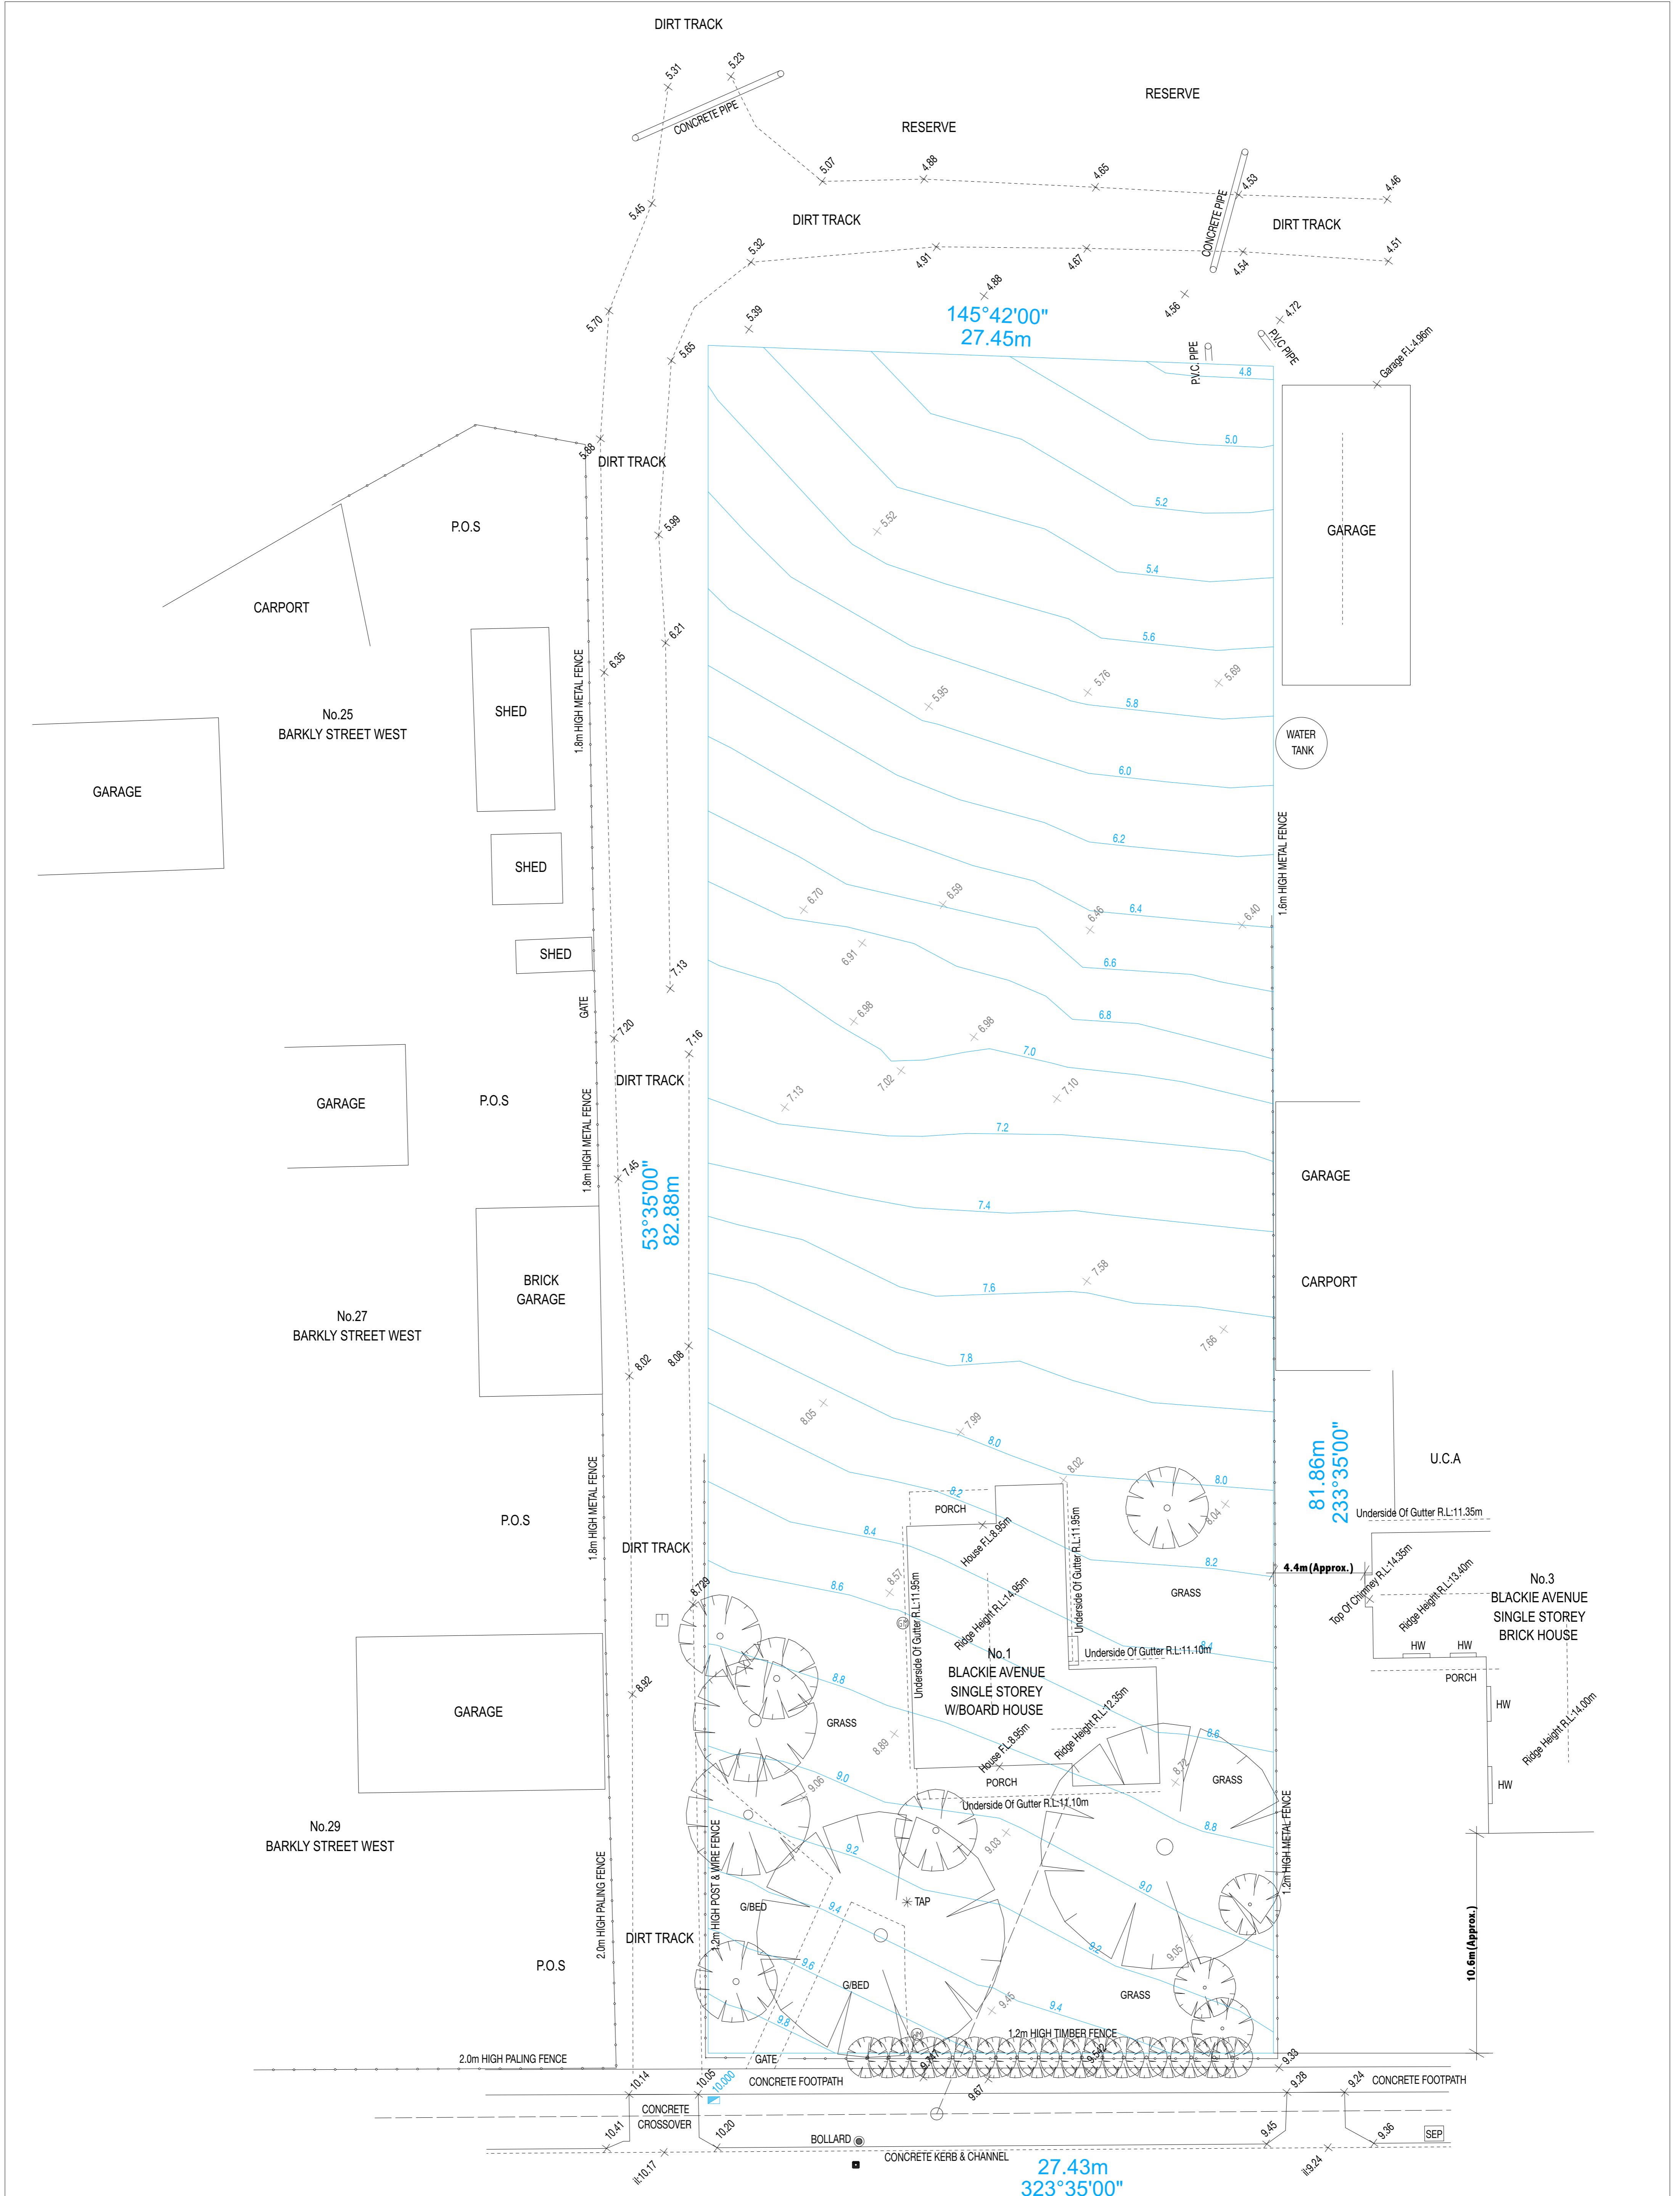 DIRT TRACK
5.31
5.23
CONCRETE PIPE
RESERVE
RESERVE
5.07
4.88
4.65
4.53
4.46
5.45
DIRT TRACK
CONCRETE PIPE
DIRT TRACK
5.32
4.91
4.67
4.54
4.51
4.88
4.56
4.72
5.70
5.39
145°42'00"
27.45m
5.65
P.V.C. PIPE
P.V.C PIPE
Garage F.L:4.96m
4.8
5.88
DIRT TRACK
5.0
5.2
P.O.S
5.52
5.99
GARAGE
5.4
CARPORT
5.6
6.21
6.35
1.8m HIGH METAL FENCE
5.95
5.76
5.69
5.8
No.25
BARKLY STREET WEST
SHED
WATER
TANK
6.0
GARAGE
6.2
1.6m HIGH METAL FENCE
SHED
6.70
6.59
6.46
6.4
6.40
SHED
6.91
6.6
7.13
GATE
6.98
6.98
6.8
7.20
7.16
7.0
DIRT TRACK
7.02
7.10
7.13
GARAGE
P.O.S
1.8m HIGH METAL FENCE
7.2
7.45
53°35'00"
82.88m
GARAGE
7.4
BRICK
GARAGE
7.58
CARPORT
7.6
No.27
BARKLY STREET WEST
7.66
8.02
8.08
7.8
8.05
7.99
8.0
81.86m
233°35'00"
U.C.A
8.02
8.0
1.8m HIGH METAL FENCE
8.2
PORCH
P.O.S
8.04
Underside Of Gutter R.L:11.35m
8.4
House F.L:8.95m
Underside Of Gutter R.L:11.95m
DIRT TRACK
8.2
4.4m(Approx.)
8.6
8.57
Underside Of Gutter R.L:11.95m
Ridge Height R.L:14.95m
GRASS
Top Of Chimney R.L:14.35m
Ridge Height R.L:13.40m
No.3
BLACKIE AVENUE
SINGLE STOREY
BRICK HOUSE
8.729
GM
8.4
Underside Of Gutter R.L:11.10m
HW
HW
PORCH
No.1
BLACKIE AVENUE
SINGLE STOREY
W/BOARD HOUSE
8.8
8.92
GARAGE
GRASS
HW
Ridge Height R.L:14.00m
8.89
House F.L:8.95m
Ridge Height R.L:12.35m
8.6
9.0
9.06
PORCH
8.72
GRASS
HW
Underside Of Gutter R.L:11.10m
No.29
BARKLY STREET WEST
8.8
9.2
9.03
1.2m HIGH METAL FENCE
1.2m HIGH POST & WIRE FENCE
2.0m HIGH PALING FENCE
9.0
9.4
G/BED
TAP
DIRT TRACK
9.2
9.05
10.6m(Approx.)
P.O.S
9.6
G/BED
GRASS
9.45
9.4
9.8
WM
1.2m HIGH TIMBER FENCE
2.0m HIGH PALING FENCE
GATE
9.747
9.542
9.33
10.14
10.05
10.000
CONCRETE FOOTPATH
9.67
9.28
9.24
CONCRETE FOOTPATH
CONCRETE
CROSSOVER
10.41
10.20
BOLLARD
9.45
9.36
SEP
CONCRETE KERB & CHANNEL
il:10.17
il:9.24
27.43m
323°35'00"